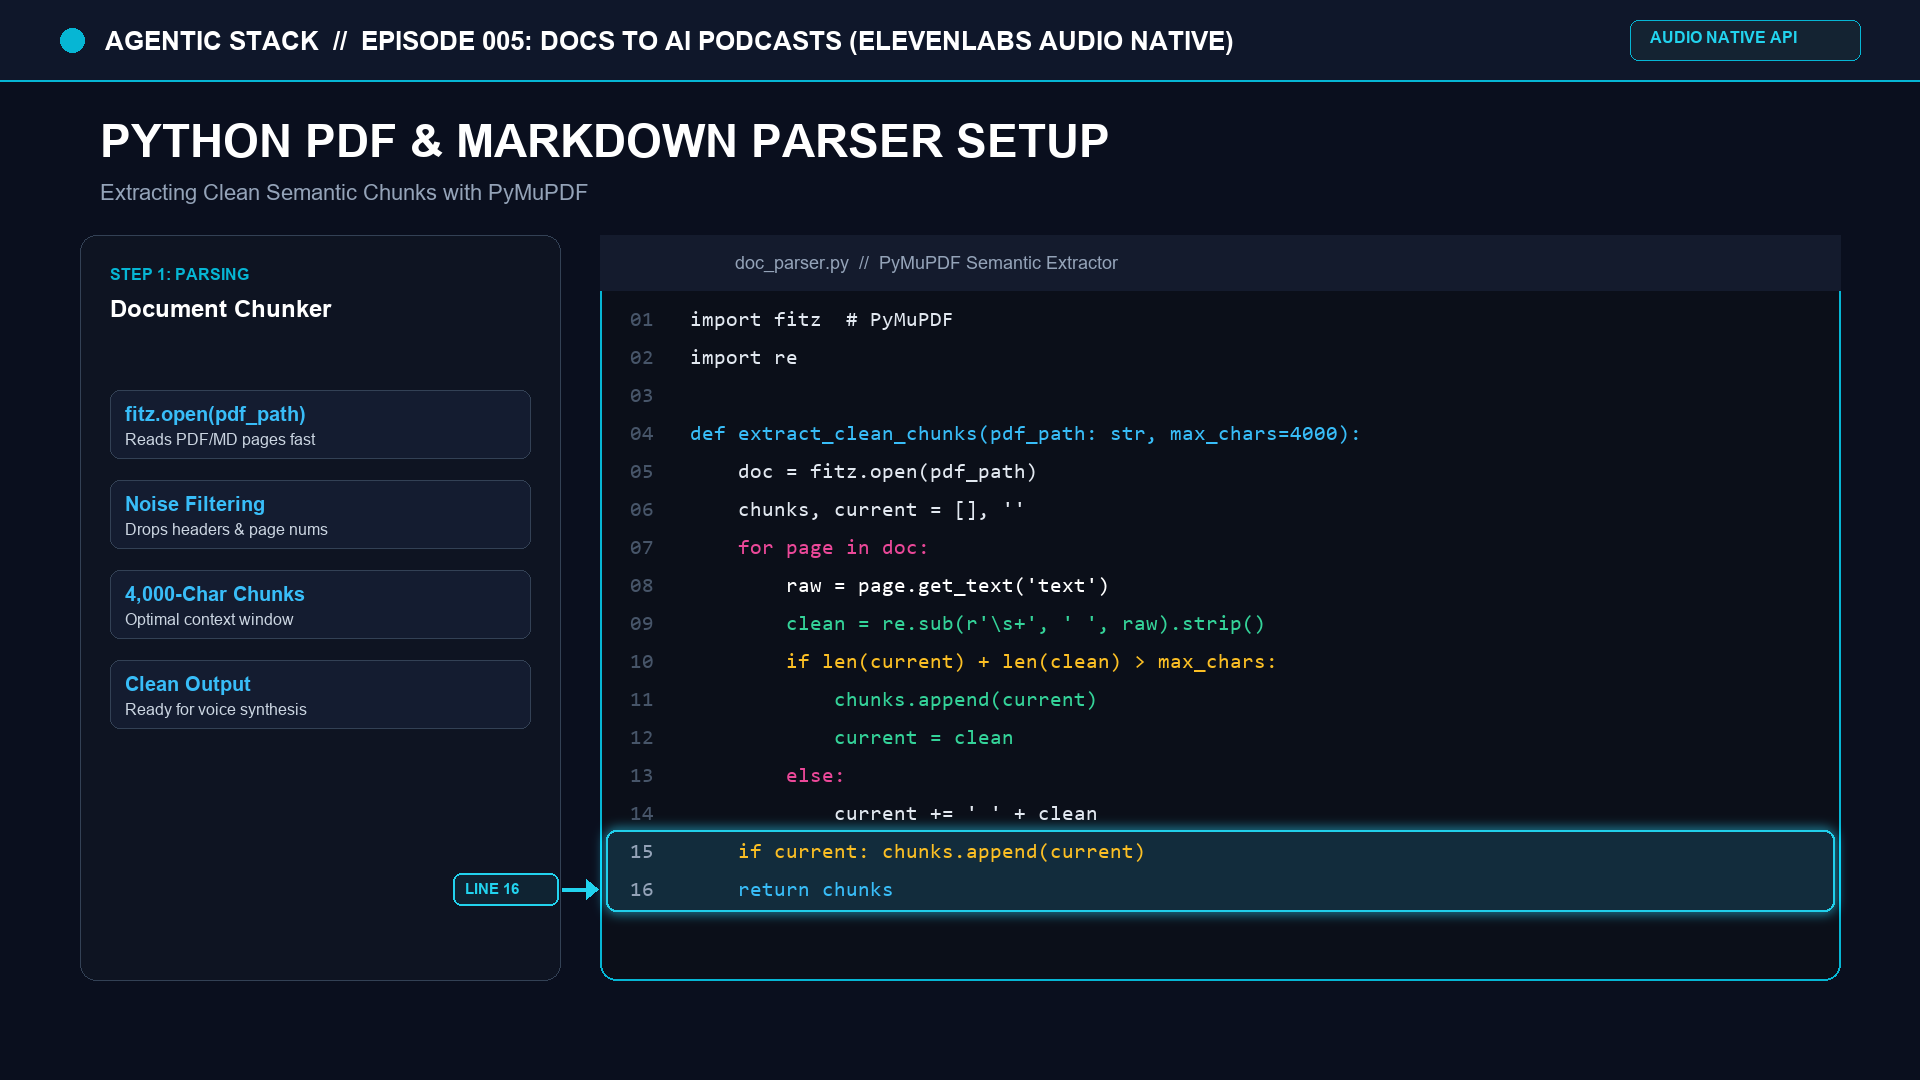 AGENTIC STACK // EPISODE 005: DOCS TO AI PODCASTS (ELEVENLABS AUDIO NATIVE)
AUDIO NATIVE API
PYTHON PDF & MARKDOWN PARSER SETUP
Extracting Clean Semantic Chunks with PyMuPDF
STEP 1: PARSING
Document Chunker
fitz.open(pdf_path)
Reads PDF/MD pages fast
Noise Filtering
Drops headers & page nums
4,000-Char Chunks
Optimal context window
Clean Output
Ready for voice synthesis
LINE 16
doc_parser.py // PyMuPDF Semantic Extractor
01 import fitz  # PyMuPDF
02 import re
03
04 def extract_clean_chunks(pdf_path: str, max_chars=4000):
05     doc = fitz.open(pdf_path)
06     chunks, current = [], ''
07     for page in doc:
08         raw = page.get_text('text')
09         clean = re.sub(r'\s+', ' ', raw).strip()
10         if len(current) + len(clean) > max_chars:
11             chunks.append(current)
12             current = clean
13         else:
14             current += ' ' + clean
15     if current: chunks.append(current)
16     return chunks